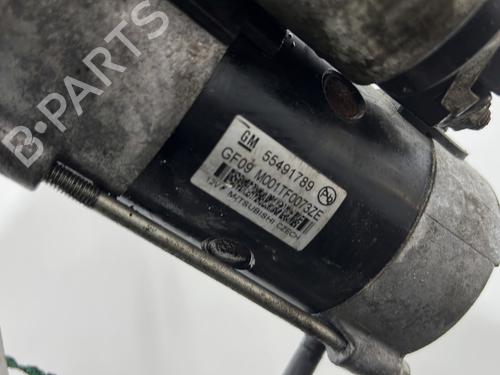 B-PARTS
GM 55491789
GF09 M001TF0073ZE
12V
MITSUBISHI CZECH